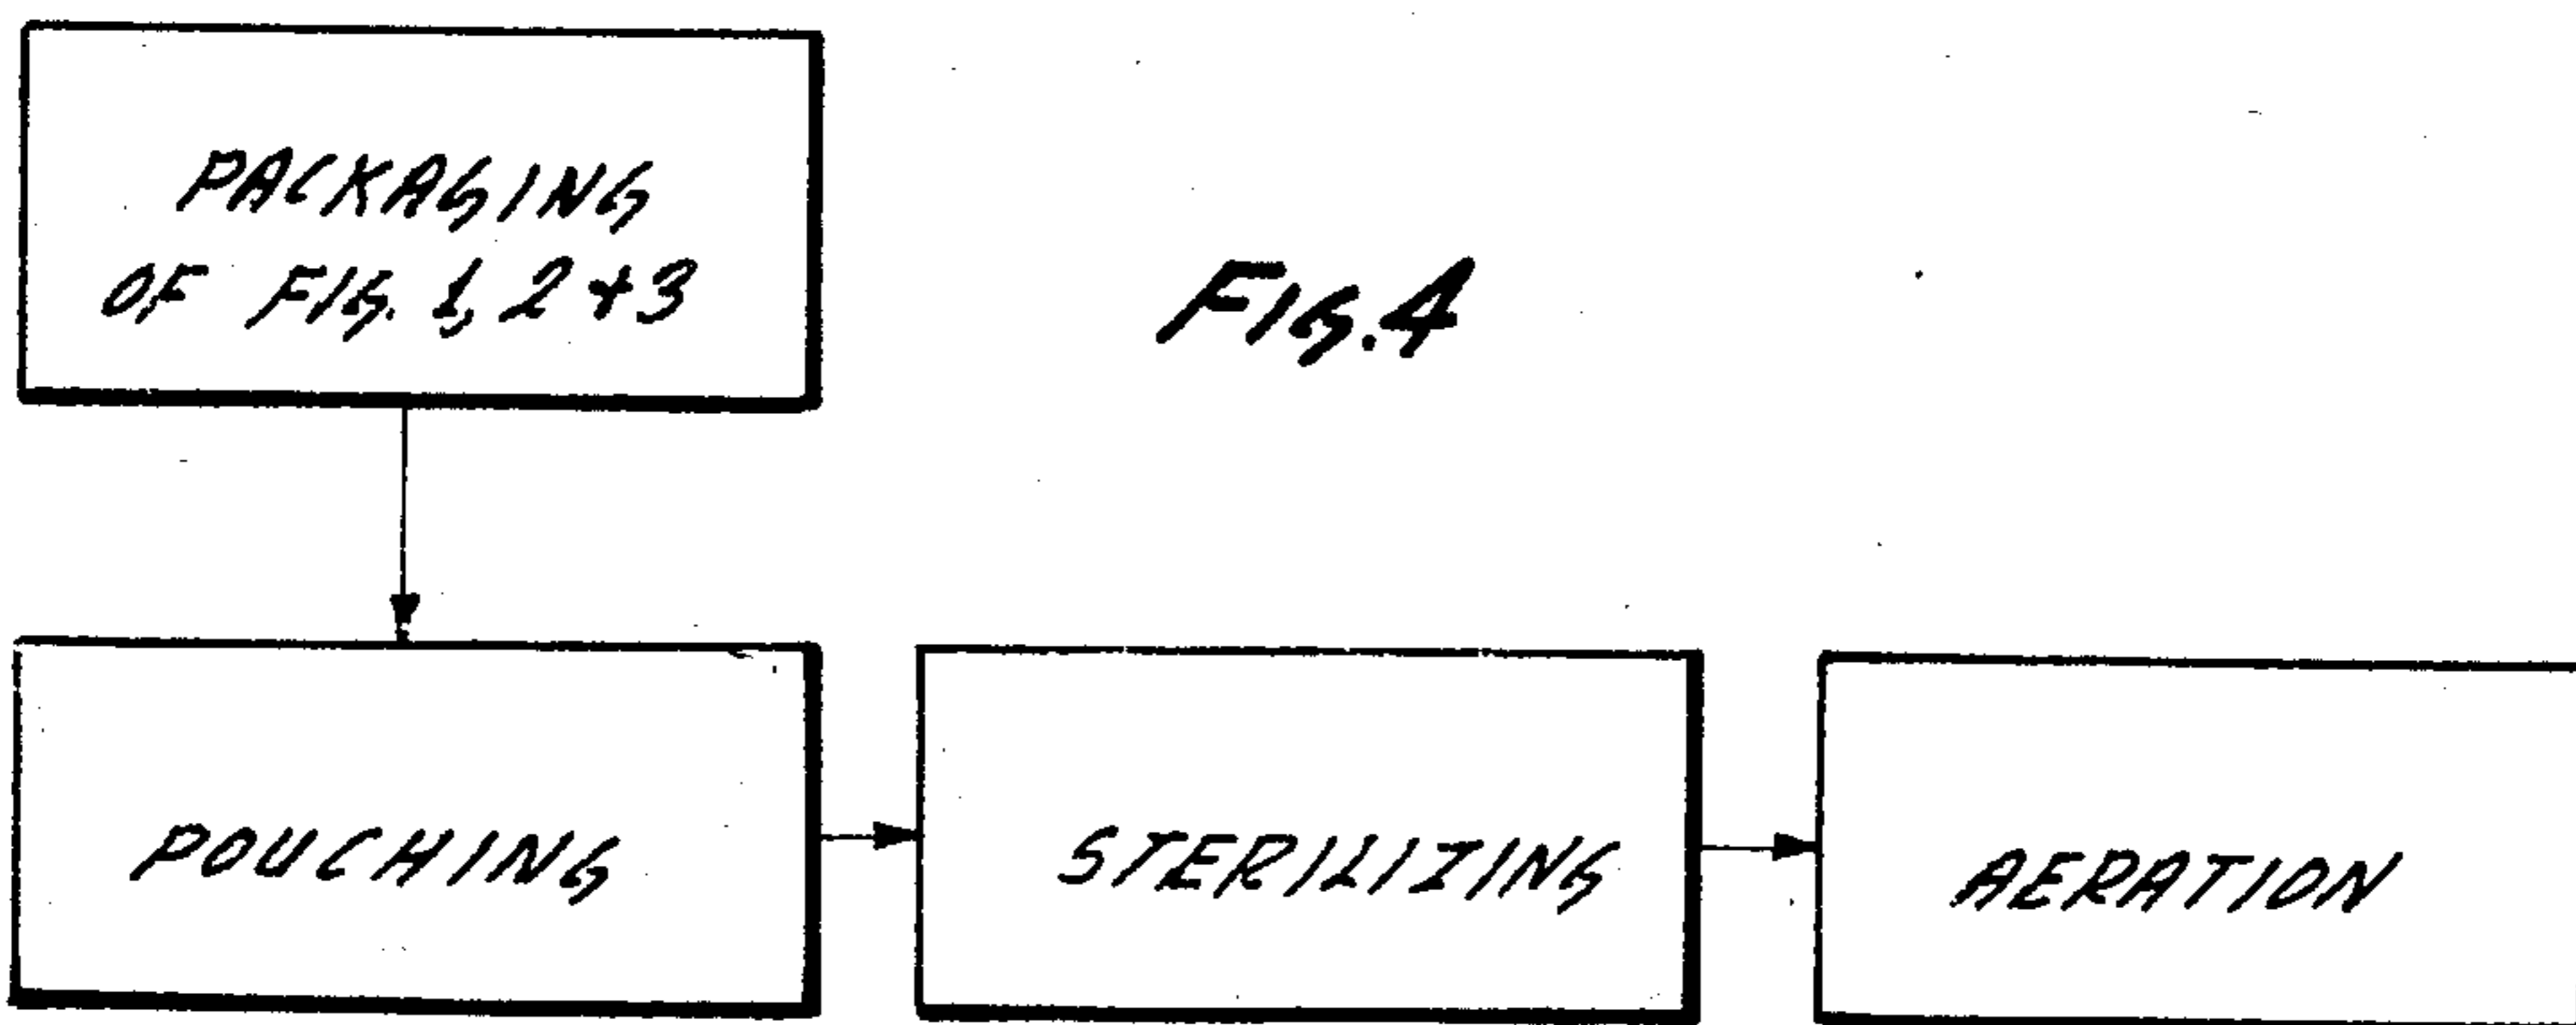 PACKAGING
OF FIG. 1, 2 + 3
FIG. 4
POUCHING
STERILIZING
AERATION